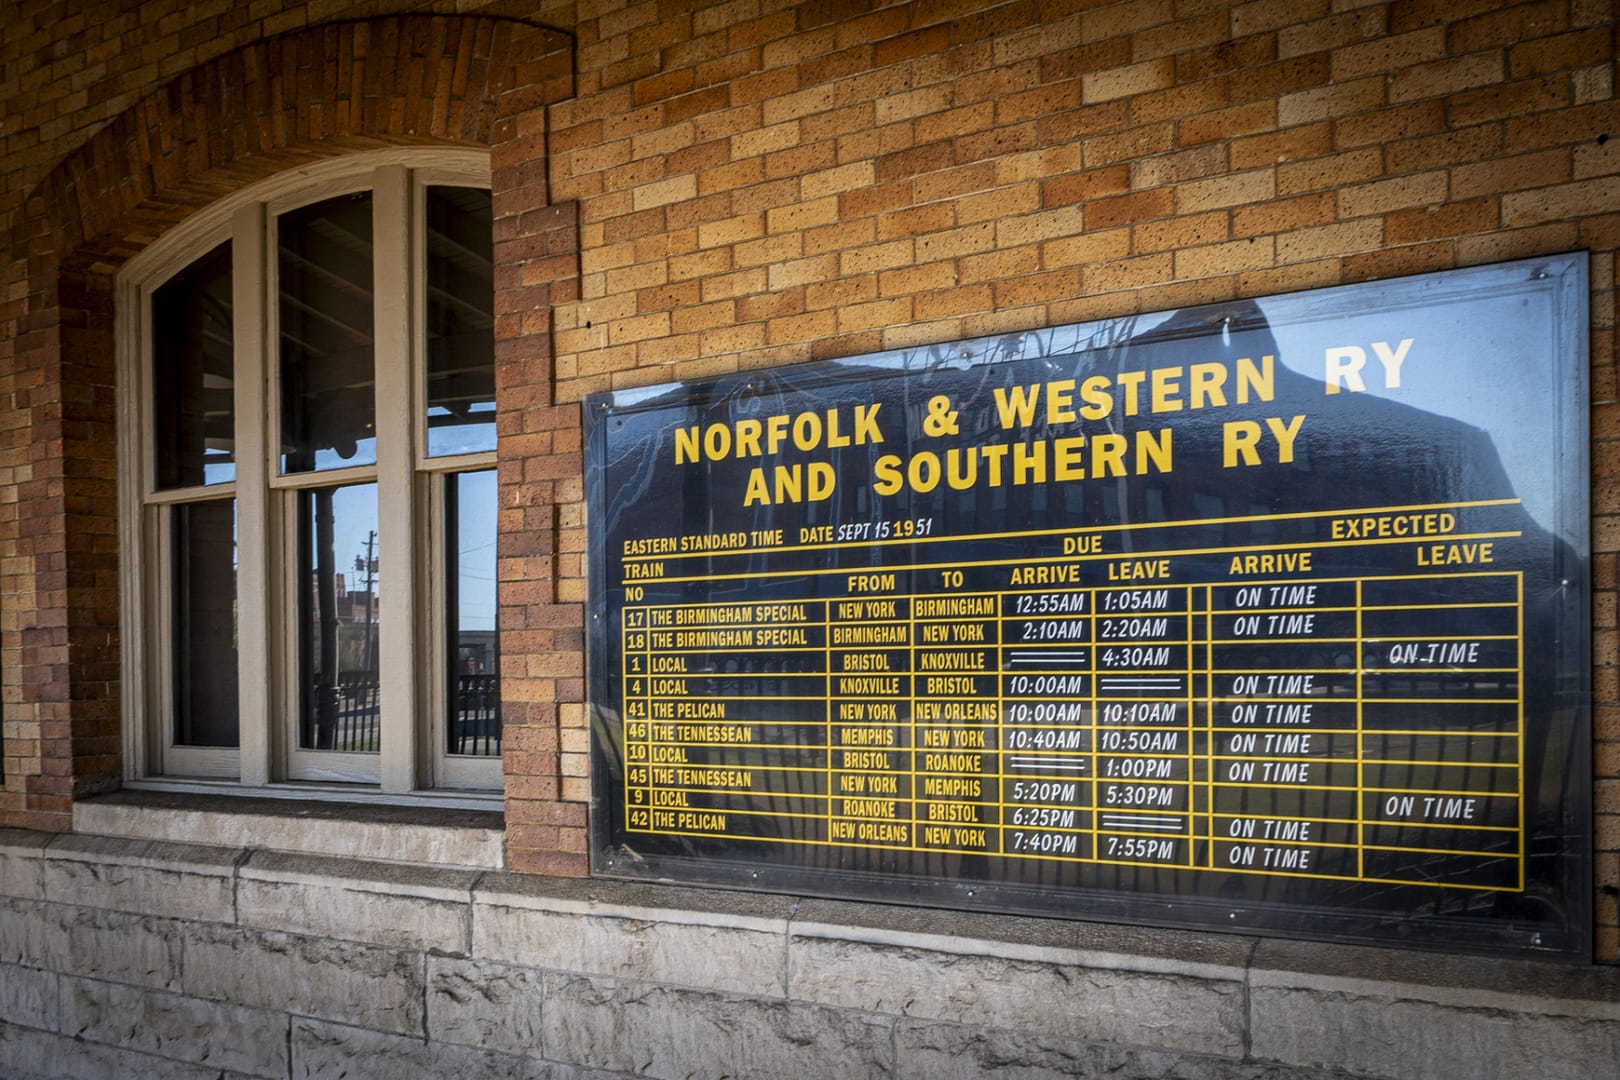 NORFOLK & WESTERN RY
AND SOUTHERN RY
EASTERN STANDARD TIME DATE SEPT 15 1951
DUE EXPECTED
TRAIN
NO FROM TO ARRIVE LEAVE ARRIVE LEAVE
17 THE BIRMINGHAM SPECIAL NEW YORK BIRMINGHAM 12:55AM 1:05AM ON TIME
18 THE BIRMINGHAM SPECIAL BIRMINGHAM NEW YORK 2:10AM 2:20AM ON TIME
1 LOCAL BRISTOL KNOXVILLE 4:30AM ON TIME
4 LOCAL KNOXVILLE BRISTOL 10:00AM ON TIME
41 THE PELICAN NEW YORK NEW ORLEANS 10:00AM 10:10AM ON TIME
46 THE TENNESSEAN MEMPHIS NEW YORK 10:40AM 10:50AM ON TIME
10 LOCAL BRISTOL ROANOKE 1:00PM ON TIME
45 THE TENNESSEAN NEW YORK MEMPHIS 5:20PM 5:30PM ON TIME
9 LOCAL ROANOKE BRISTOL 6:25PM ON TIME
42 THE PELICAN NEW ORLEANS NEW YORK 7:40PM 7:55PM ON TIME